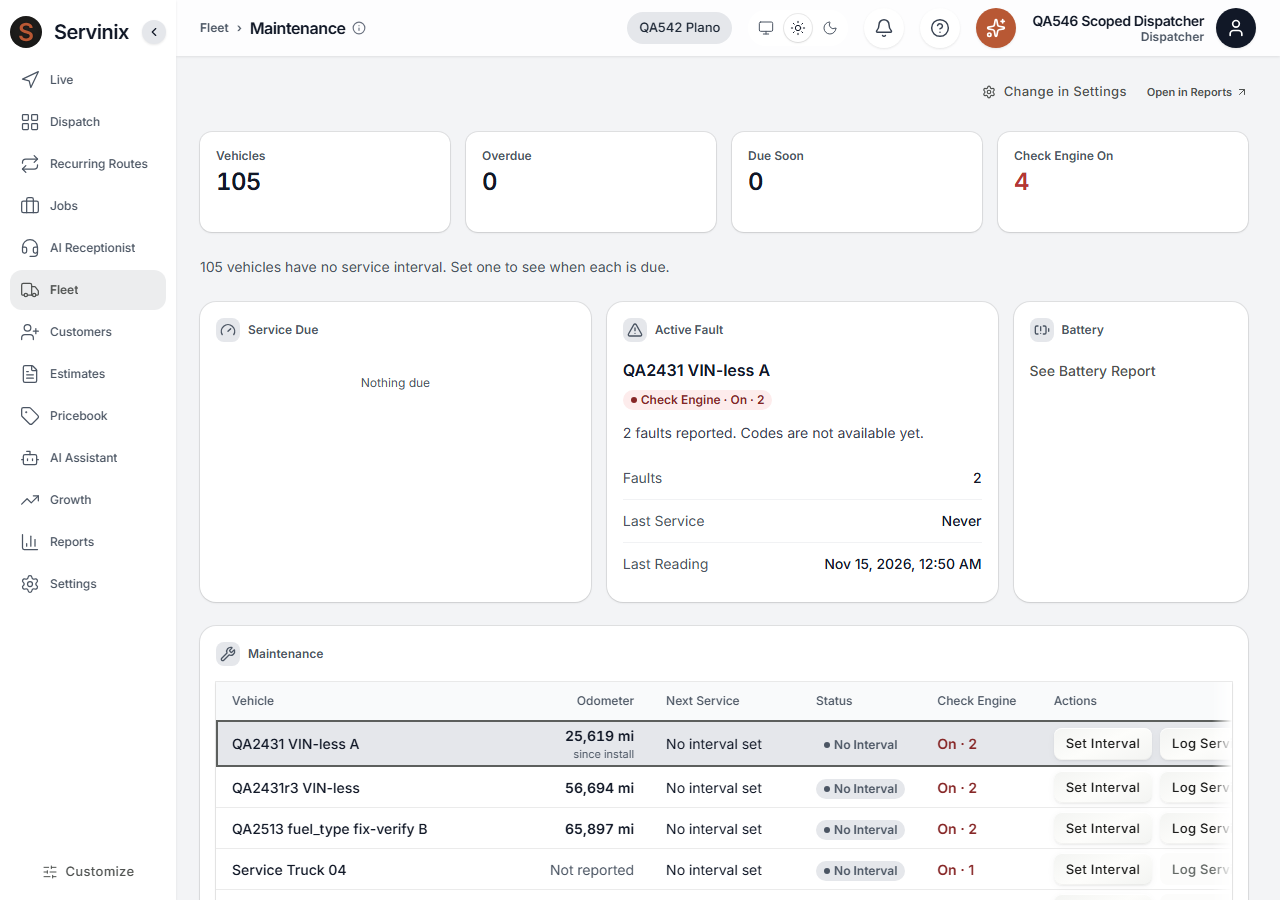 S Servinix
Live
Dispatch
Recurring Routes
Jobs
AI Receptionist
Fleet
Customers
Estimates
Pricebook
AI Assistant
Growth
Reports
Settings
Customize
Fleet › Maintenance
QA542 Plano
QA546 Scoped Dispatcher
Dispatcher
Change in Settings
Open in Reports
Vehicles
105
Overdue
0
Due Soon
0
Check Engine On
4
105 vehicles have no service interval. Set one to see when each is due.
Service Due
Nothing due
Active Fault
QA2431 VIN-less A
Check Engine · On · 2
2 faults reported. Codes are not available yet.
Faults 2
Last Service Never
Last Reading Nov 15, 2026, 12:50 AM
Battery
See Battery Report
Maintenance
Vehicle Odometer Next Service Status Check Engine Actions
QA2431 VIN-less A 25,619 mi since install No interval set No Interval On · 2 Set Interval Log Serv
QA2431r3 VIN-less 56,694 mi No interval set No Interval On · 2 Set Interval Log Serv
QA2513 fuel_type fix-verify B 65,897 mi No interval set No Interval On · 2 Set Interval Log Serv
Service Truck 04 Not reported No interval set No Interval On · 1 Set Interval Log Serv